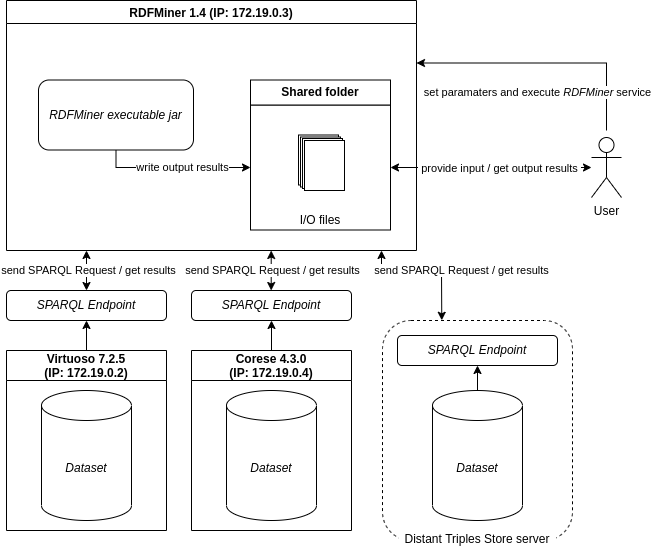 RDFMiner 1.4 (IP: 172.19.0.3)
RDFMiner executable jar
Shared folder
set paramaters and execute RDFMiner service
write output results
provide input / get output results
I/O files
User
send SPARQL Request / get results
send SPARQL Request / get results
send SPARQL Request / get results
SPARQL Endpoint
SPARQL Endpoint
SPARQL Endpoint
Virtuoso 7.2.5
(IP: 172.19.0.2)
Corese 4.3.0
(IP: 172.19.0.4)
Dataset
Dataset
Dataset
Distant Triples Store server